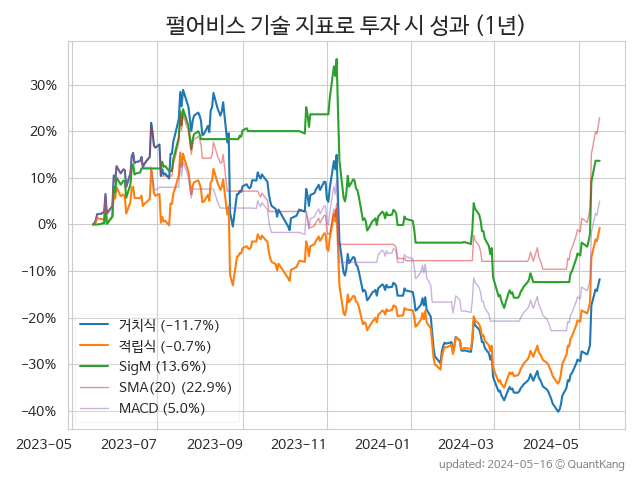 펄어비스 기술 지표로 투자 시 성과 (1년)
30%
20%
10%
0%
−10%
−20%
−30%
−40%
거치식 (−11.7%)
적립식 (−0.7%)
SigM (13.6%)
SMA(20) (22.9%)
MACD (5.0%)
2023-05 2023-07 2023-09 2023-11 2024-01 2024-03 2024-05
updated: 2024-05-16 © QuantKang